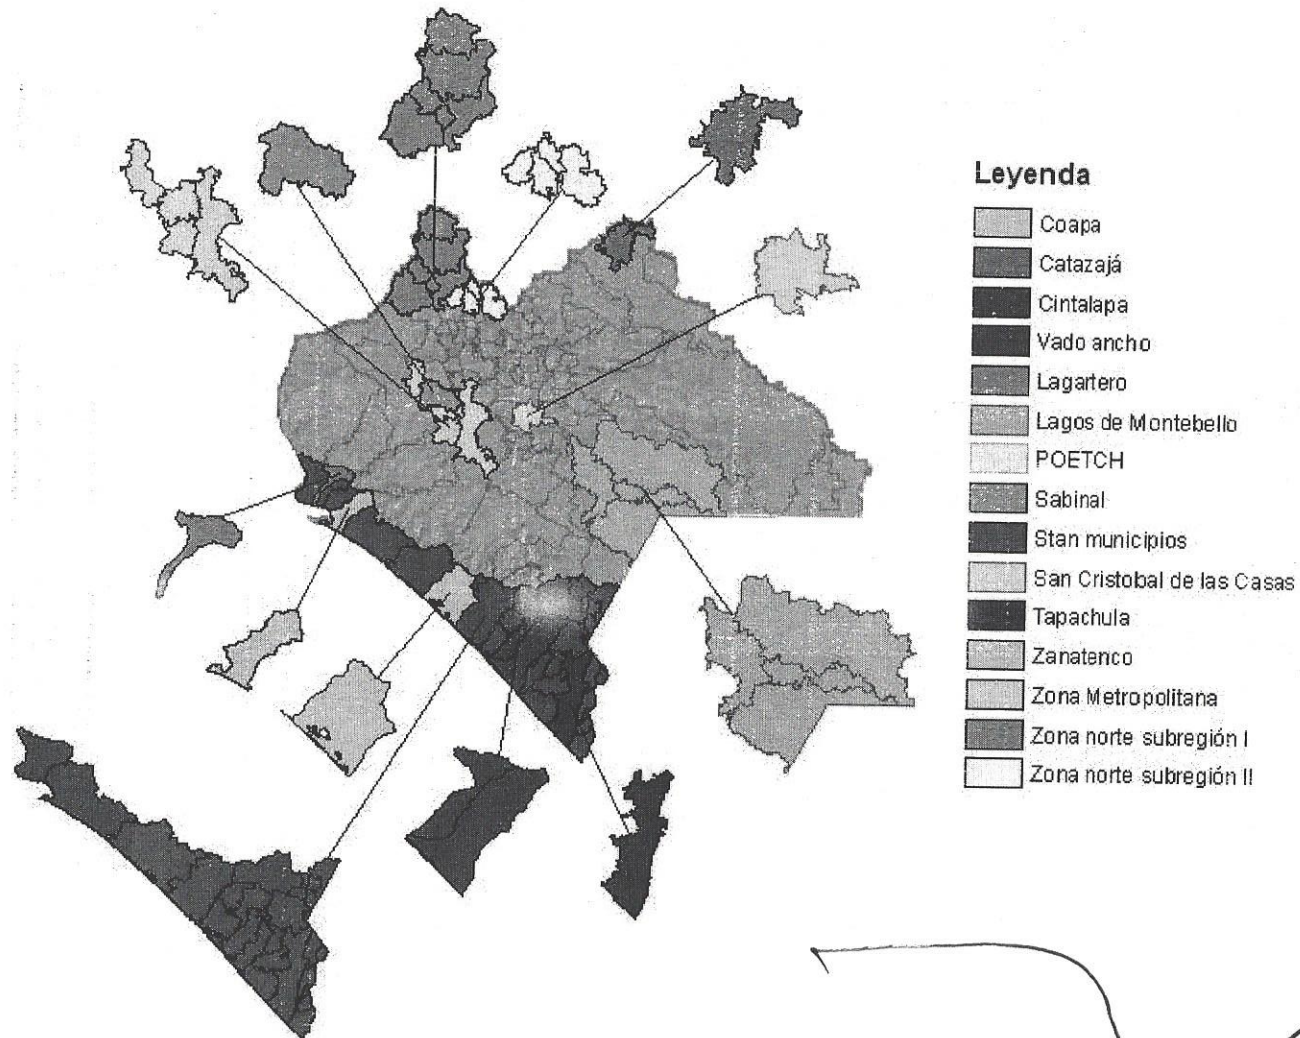 Leyenda
Coapa
Catazajá
Cintalapa
Vado ancho
Lagartero
Lagos de Montebello
POETCH
Sabinal
Stan municipios
San Cristobal de las Casas
Tapachula
Zanatenco
Zona Metropolitana
Zona norte subregión I
Zona norte subregión II